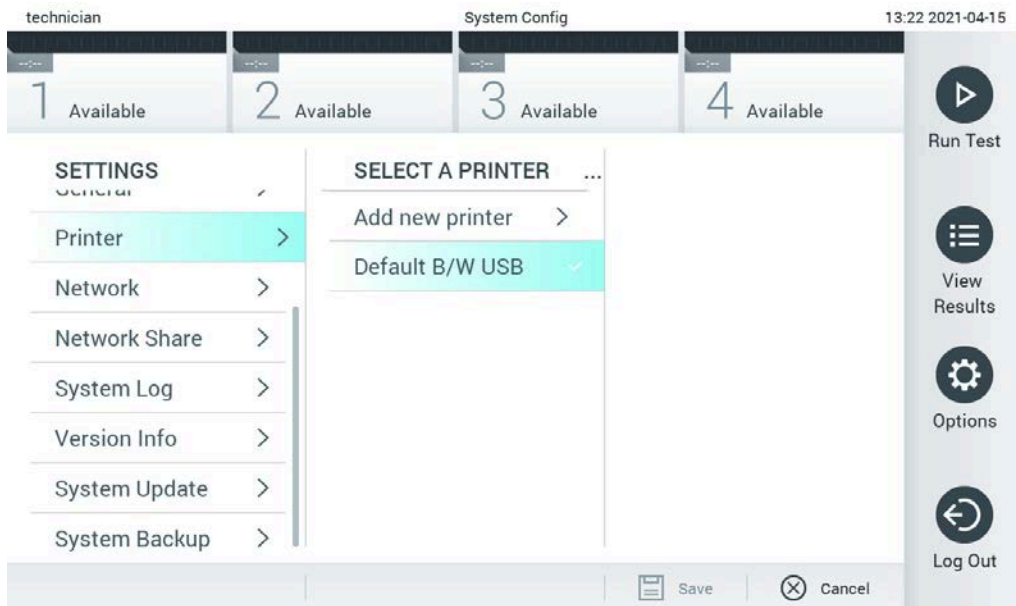 technician
System Config
13:22 2021-04-15
--:--
--:--
--:--
--:--
1 Available
2 Available
3 Available
4 Available
Run Test
View
Results
Options
Log Out
SETTINGS
General
Printer
Network
Network Share
System Log
Version Info
System Update
System Backup
SELECT A PRINTER ...
Add new printer
Default B/W USB
Save
Cancel